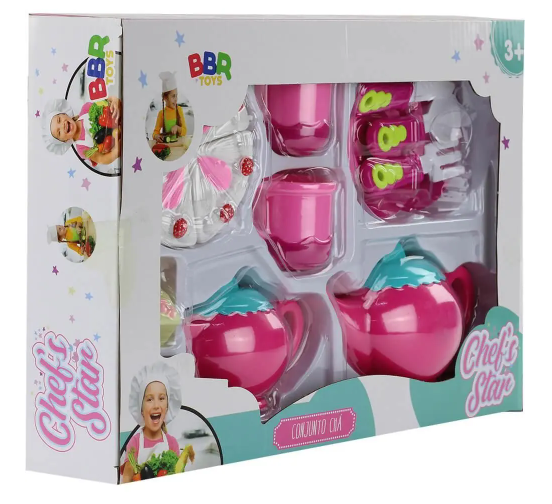 BBR
TOYS
BBR
TOYS
3+
Chef's
Star
Chef's
Star
CONJUNTO CHÁ